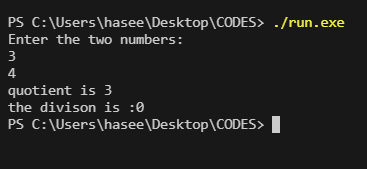 PS C:\Users\hasee\Desktop\CODES> ./run.exe
Enter the two numbers:
3
4
quotient is 3
the divison is :0
PS C:\Users\hasee\Desktop\CODES>